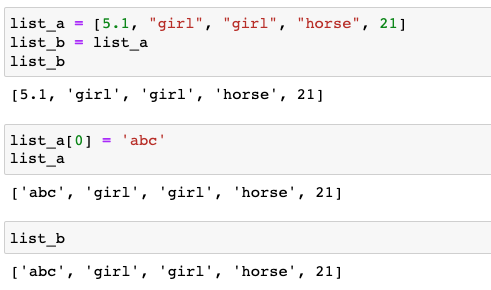 list_a = [5.1, "girl", "girl", "horse", 21]
list_b = list_a
list_b
[5.1, 'girl', 'girl', 'horse', 21]
list_a[0] = 'abc'
list_a
['abc', 'girl', 'girl', 'horse', 21]
list_b
['abc', 'girl', 'girl', 'horse', 21]